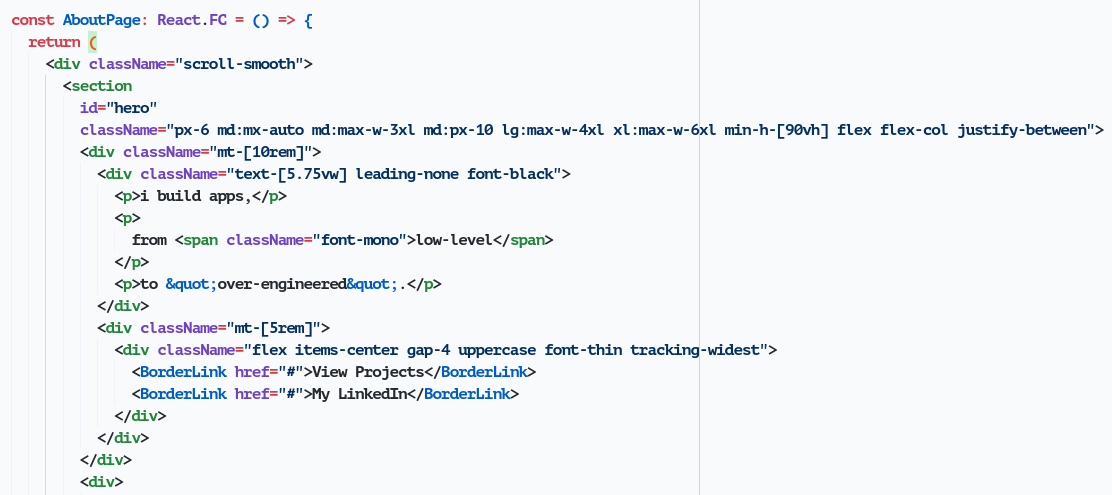 const AboutPage: React.FC = () => {
return (
<div className="scroll-smooth">
<section
id="hero"
className="px-6 md:mx-auto md:max-w-3xl md:px-10 lg:max-w-4xl xl:max-w-6xl min-h-[90vh] flex flex-col justify-between">
<div className="mt-[10rem]">
<div className="text-[5.75vw] leading-none font-black">
<p>i build apps,</p>
<p>
from <span className="font-mono">low-level</span>
</p>
<p>to &quot;over-engineered&quot;.</p>
</div>
<div className="mt-[5rem]">
<div className="flex items-center gap-4 uppercase font-thin tracking-widest">
<BorderLink href="#">View Projects</BorderLink>
<BorderLink href="#">My LinkedIn</BorderLink>
</div>
</div>
</div>
<div>